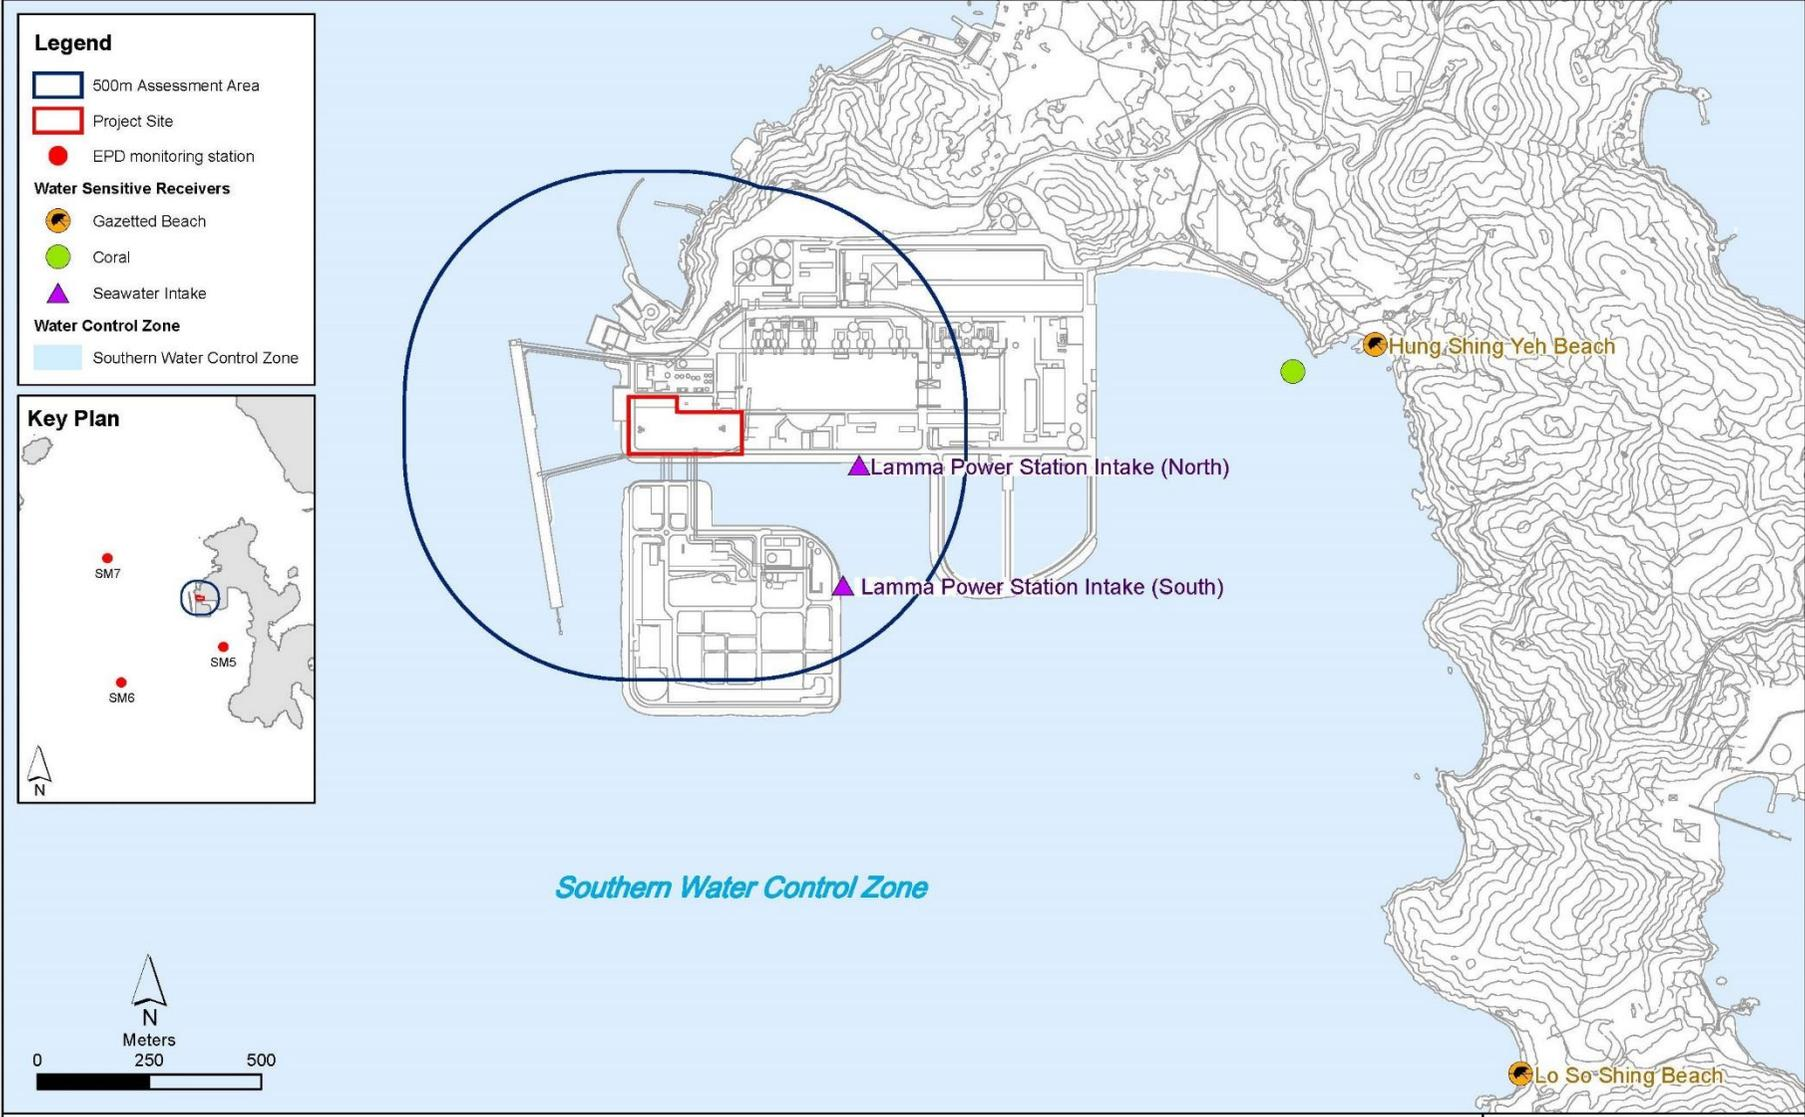 Legend
500m Assessment Area
Project Site
EPD monitoring station
Water Sensitive Receivers
Gazetted Beach
Coral
Seawater Intake
Water Control Zone
Southern Water Control Zone
Key Plan
SM7
SM5
SM6
N
Hung Shing Yeh Beach
Lamma Power Station Intake (North)
Lamma Power Station Intake (South)
Southern Water Control Zone
N
Meters
0 250 500
Lo So Shing Beach